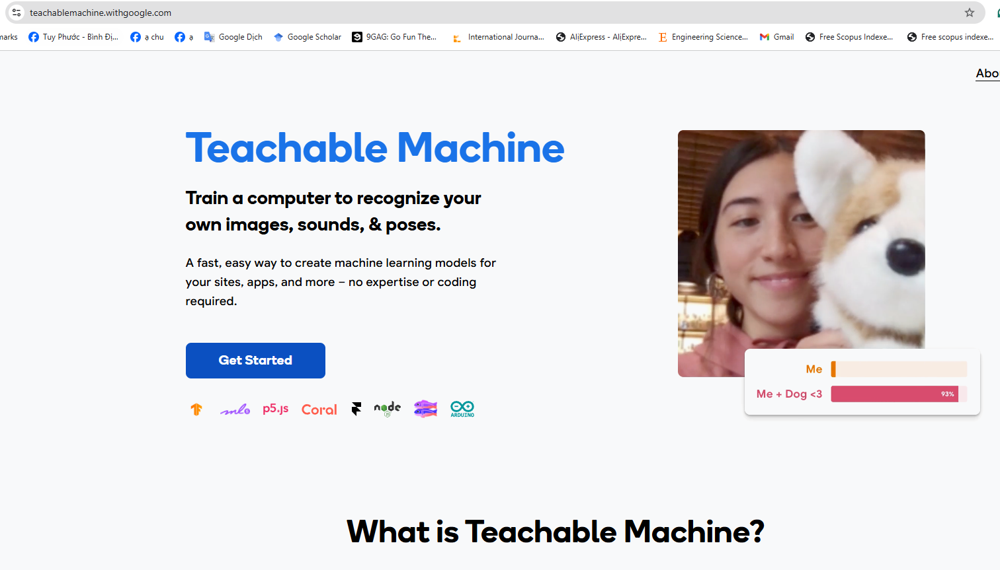 teachablemachine.withgoogle.com
marks Tuy Phước - Bình Đị... ạ chu ạ Google Dịch Google Scholar 9GAG: Go Fun The... International Journa... AliExpress - AliExpre... Engineering Science... Gmail Free Scopus Indexe... Free scopus indexe...
Abo
Teachable Machine
Train a computer to recognize your
own images, sounds, & poses.
A fast, easy way to create machine learning models for
your sites, apps, and more – no expertise or coding
required.
Get Started
ml5 p5.js Coral node JS ARDUINO
Me
Me + Dog <3 93%
What is Teachable Machine?